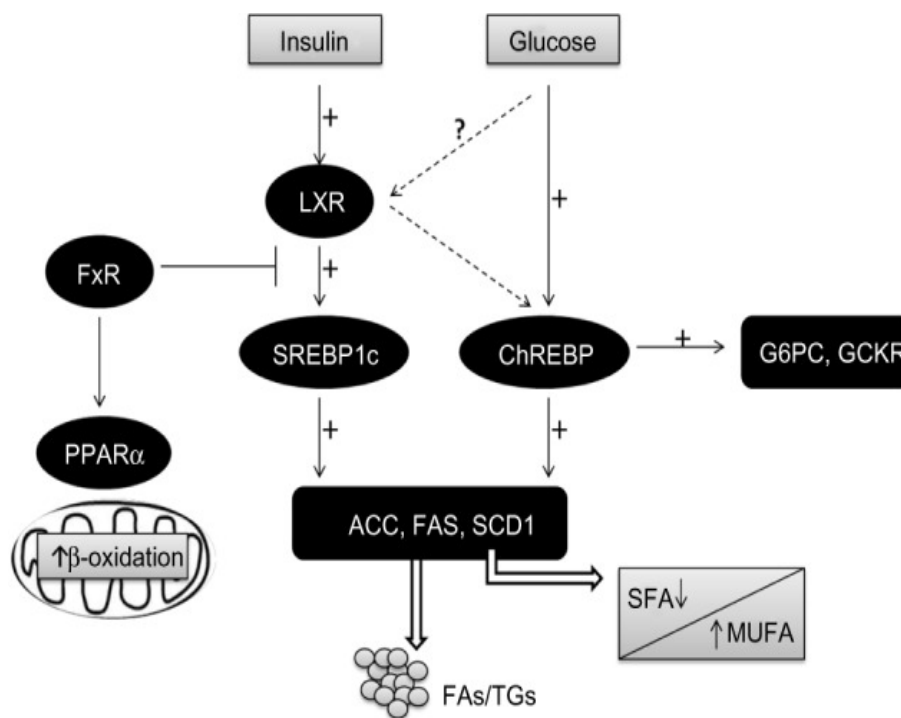 Insulin
Glucose
+
?
LXR
+
FxR
+
SREBP1c
ChREBP
+
G6PC, GCKR
+
+
PPARα
ACC, FAS, SCD1
↑β-oxidation
SFA↓
↑MUFA
FAs/TGs